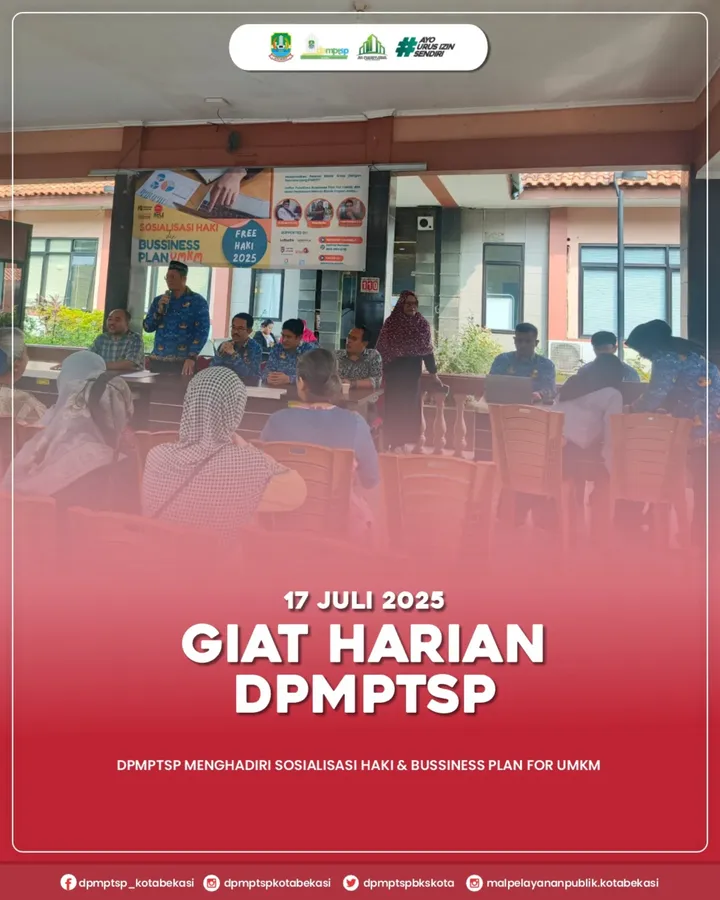 dpmptsp
#AYO
URUS IZIN
SENDIRI
SOSIALISASI HAKI
BUSSINESS
PLAN UMKM
FREE
HAKI
2025
17 JULI 2025
GIAT HARIAN
DPMPTSP
DPMPTSP MENGHADIRI SOSIALISASI HAKI & BUSSINESS PLAN FOR UMKM
dpmptsp_kotabekasi
dpmptspkotabekasi
dpmptspbkskota
malpelayananpublik.kotabekasi